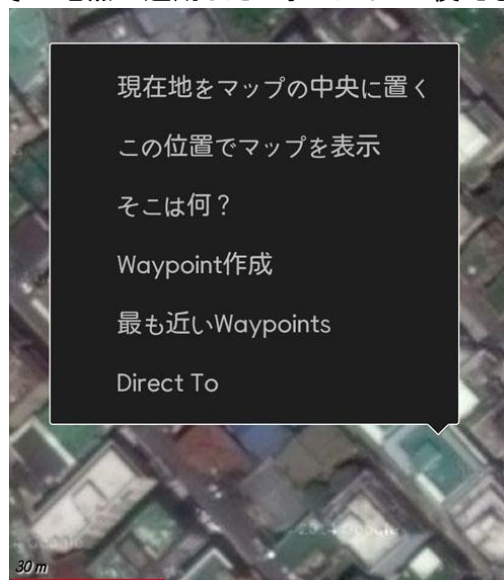 現在地をマップの中央に置く
この位置でマップを表示
そこは何？
Waypoint作成
最も近いWaypoints
Direct To
30 m